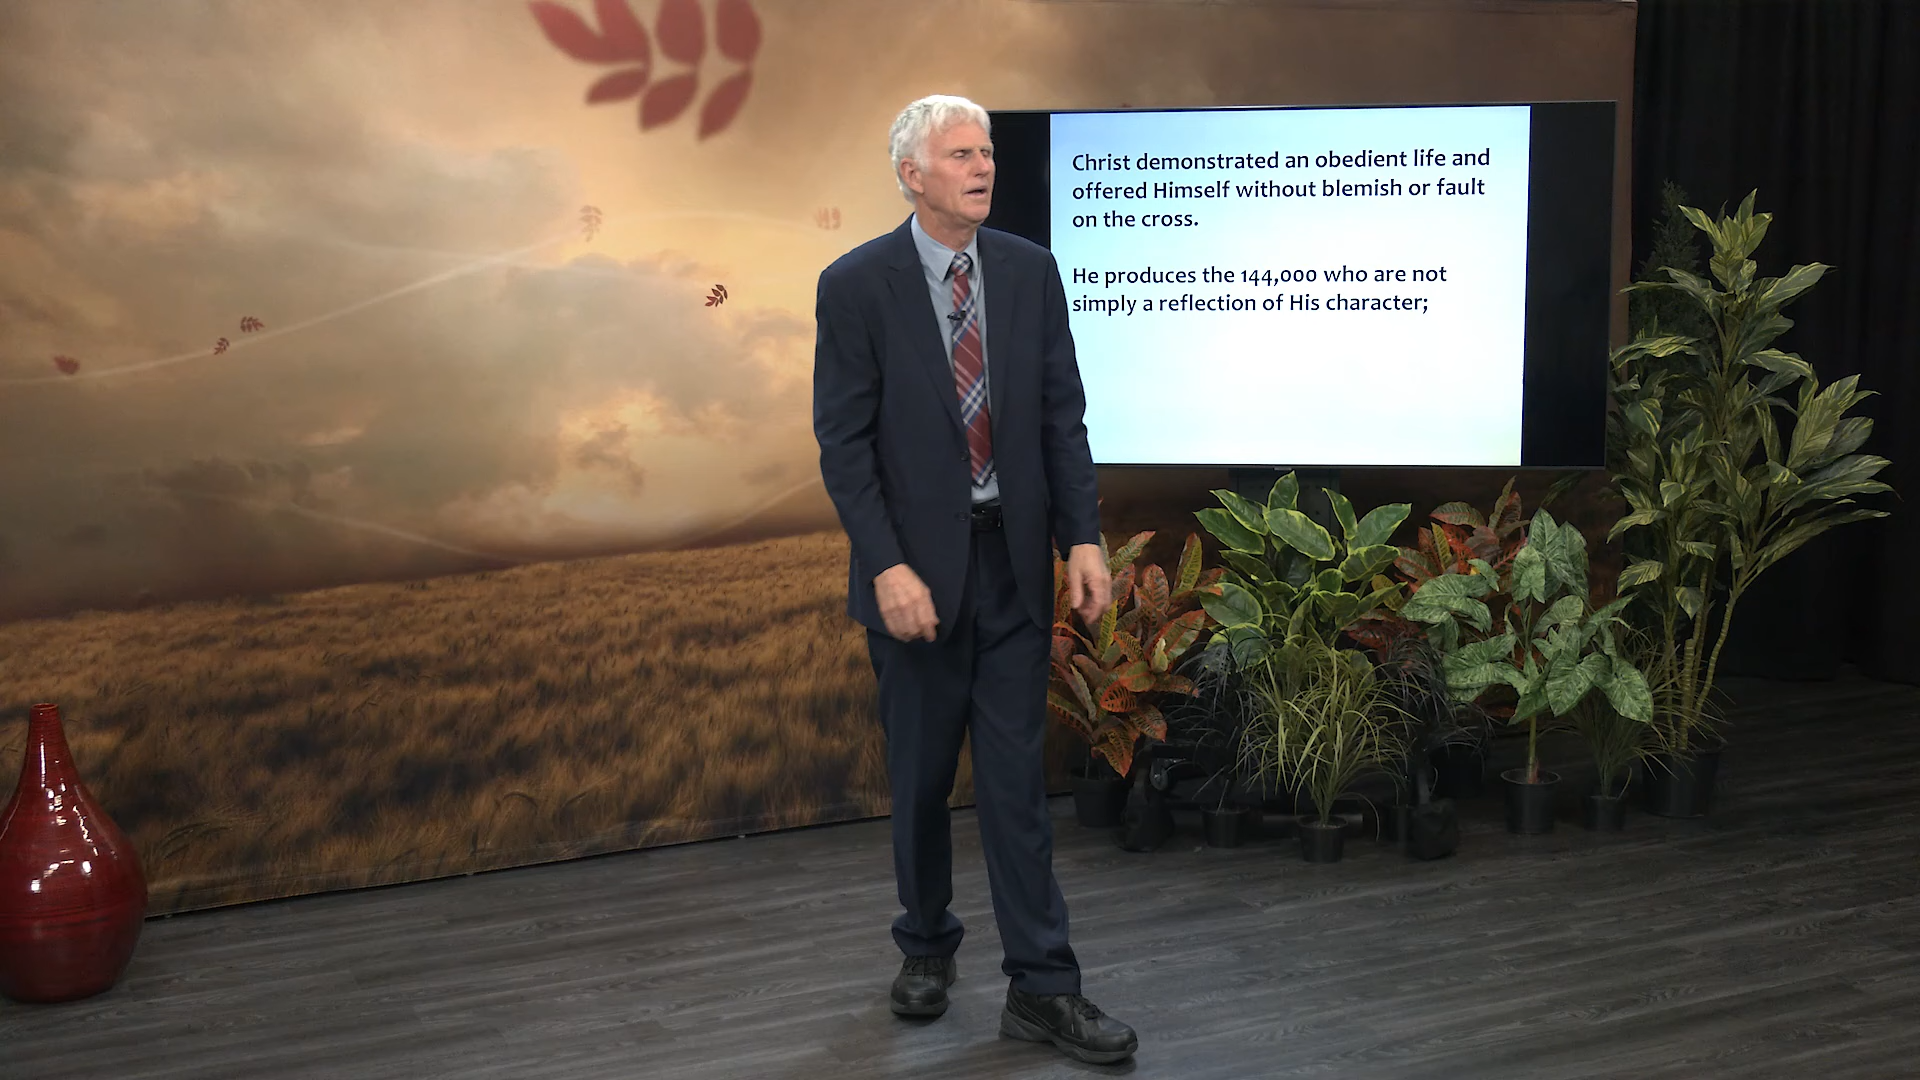 Christ demonstrated an obedient life and
offered Himself without blemish or fault
on the cross.
He produces the 144,000 who are not
simply a reflection of His character;